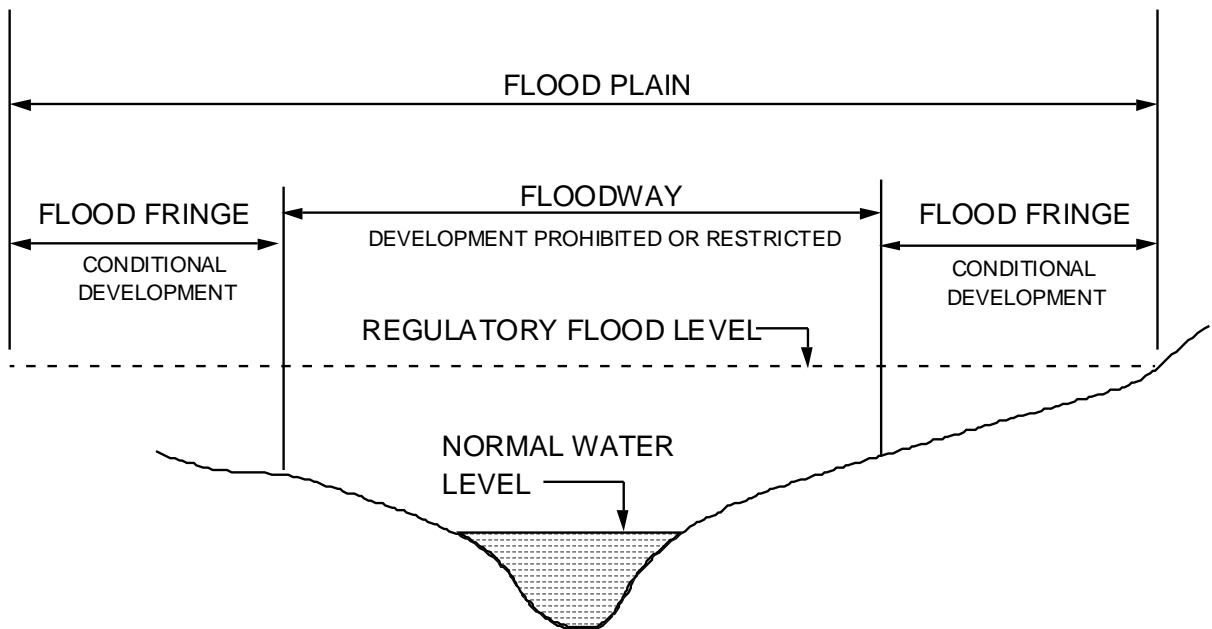 FLOOD PLAIN
FLOOD FRINGE
CONDITIONAL
DEVELOPMENT
FLOODWAY
DEVELOPMENT PROHIBITED OR RESTRICTED
FLOOD FRINGE
CONDITIONAL
DEVELOPMENT
REGULATORY FLOOD LEVEL
NORMAL WATER
LEVEL